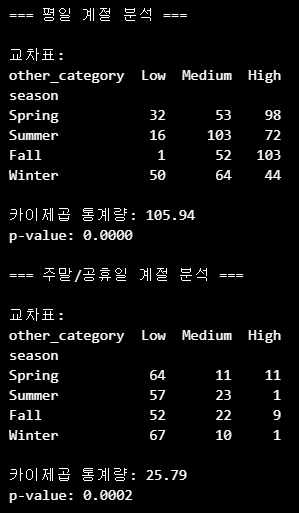 === 평일 계절 분석 ===
교차표:
other_category  Low  Medium  High
season
Spring           32      53    98
Summer           16     103    72
Fall              1      52   103
Winter           50      64    44
카이제곱 통계량: 105.94
p-value: 0.0000
=== 주말/공휴일 계절 분석 ===
교차표:
other_category  Low  Medium  High
season
Spring           64      11    11
Summer           57      23     1
Fall             52      22     9
Winter           67      10     1
카이제곱 통계량: 25.79
p-value: 0.0002